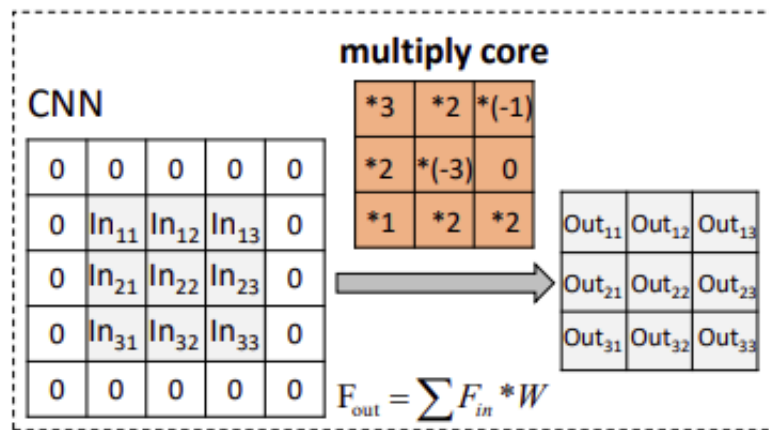 multiply core
CNN
*3 *2 *(-1)
*2 *(-3) 0
*1 *2 *2
0 0 0 0 0
0 In₁₁ In₁₂ In₁₃ 0
0 In₂₁ In₂₂ In₂₃ 0
0 In₃₁ In₃₂ In₃₃ 0
0 0 0 0 0
Out₁₁ Out₁₂ Out₁₃
Out₂₁ Out₂₂ Out₂₃
Out₃₁ Out₃₂ Out₃₃
F_out = ∑ F_in * W